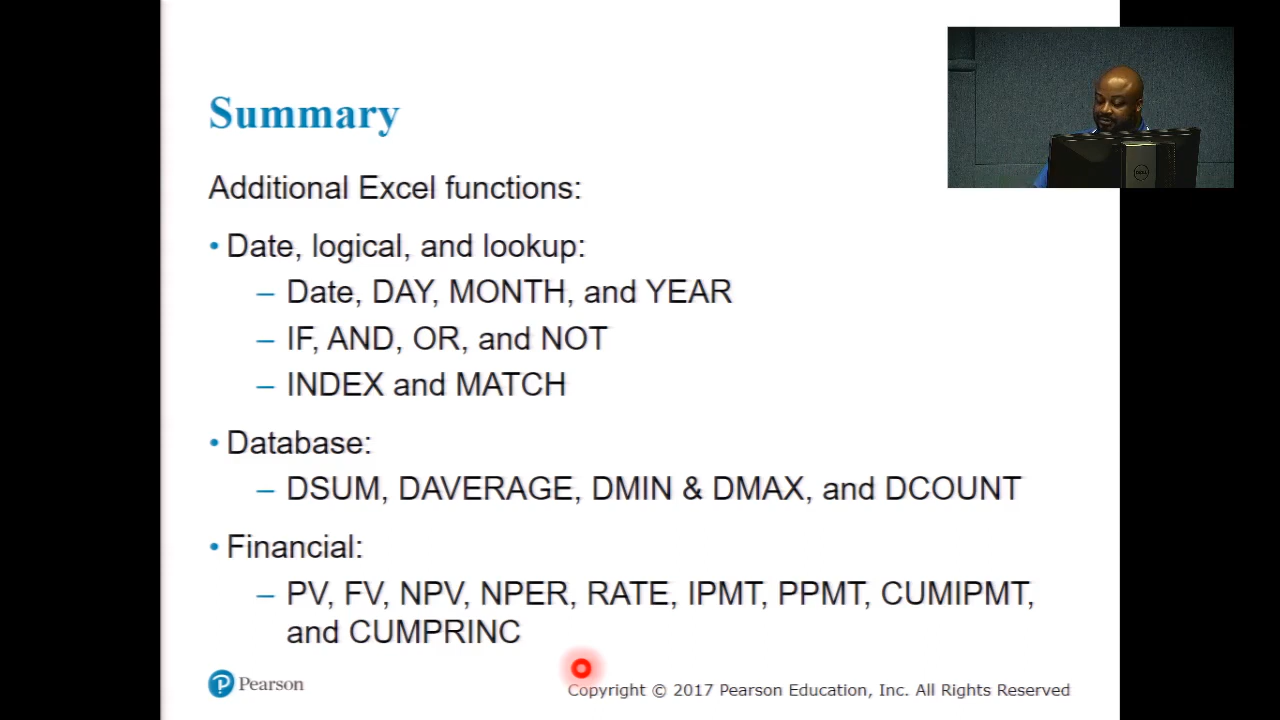 Summary
Additional Excel functions:
• Date, logical, and lookup:
– Date, DAY, MONTH, and YEAR
– IF, AND, OR, and NOT
– INDEX and MATCH
• Database:
– DSUM, DAVERAGE, DMIN & DMAX, and DCOUNT
• Financial:
– PV, FV, NPV, NPER, RATE, IPMT, PPMT, CUMIPMT,
and CUMPRINC
P Pearson
Copyright © 2017 Pearson Education, Inc. All Rights Reserved
DELL